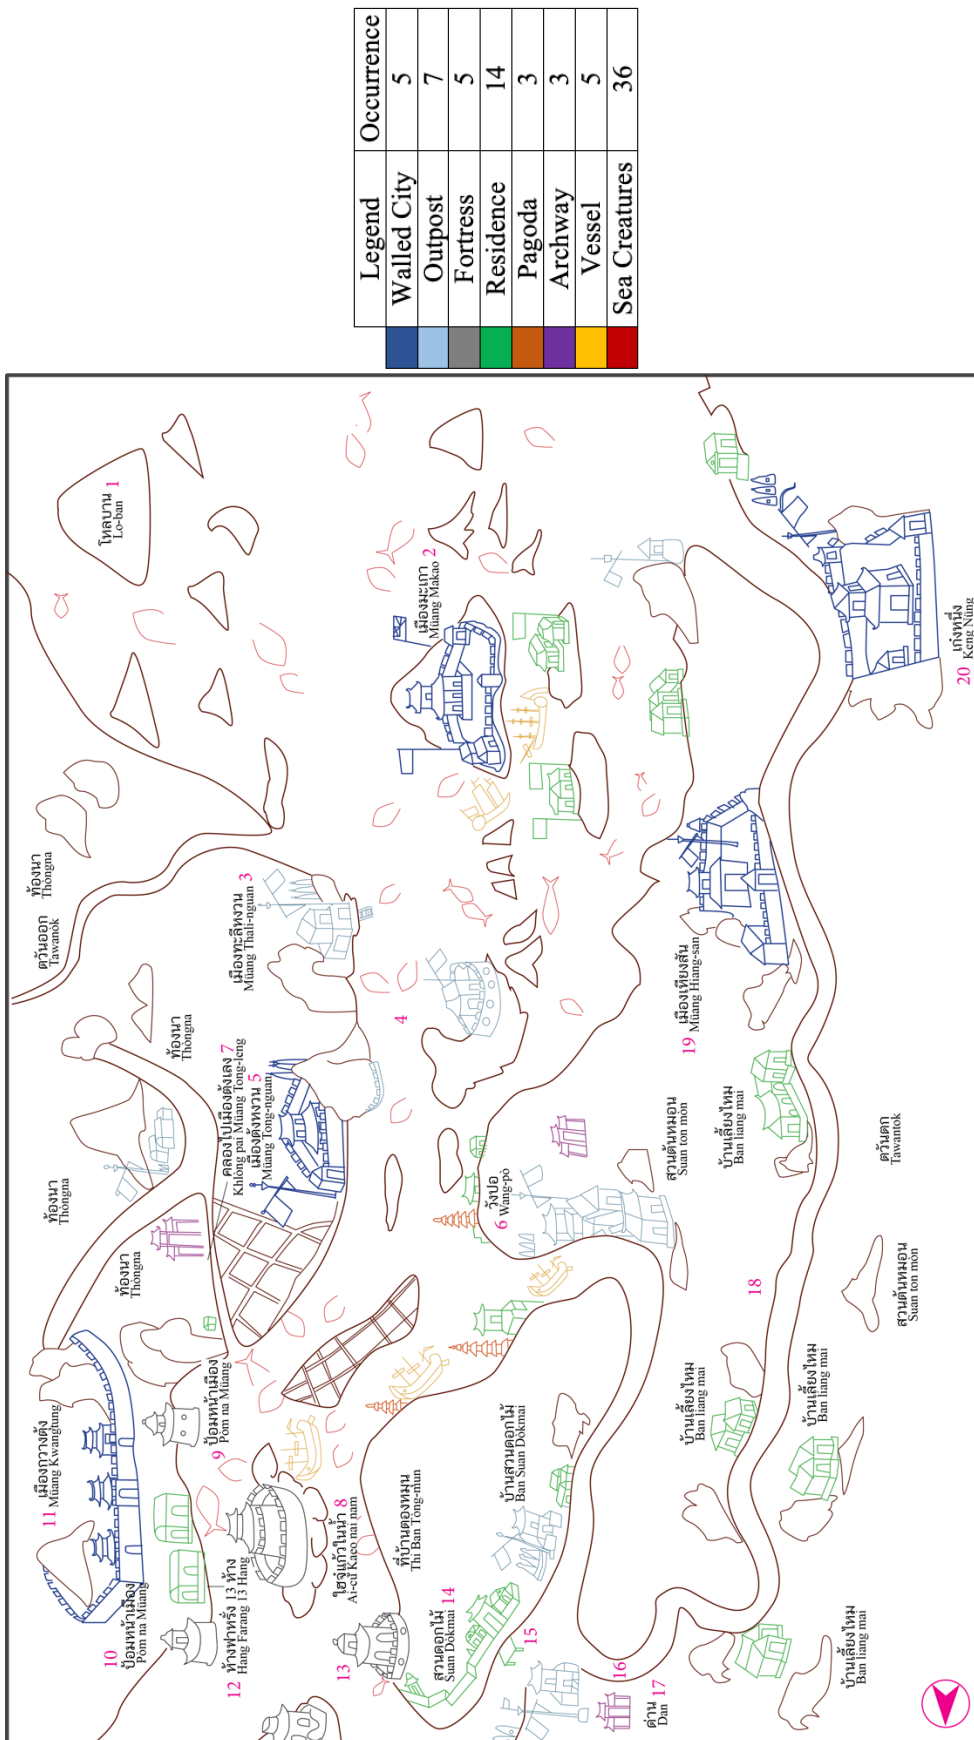 Legend Occurrence
Walled City 5
Outpost 7
Fortress 5
Residence 14
Pagoda 3
Archway 3
Vessel 5
Sea Creatures 36
โหลบาน 1
Lo-ban
เมืองมะเกา 2
Müang Makao
ท้องนา
Thongna
ตวันออก
Tawanok
เมืองทะลีหงวน
Müang Thali-nguan 3
4
ท้องนา
Thongna
คลองไปเมืองตังเลง 7
Khlong pai Müang Tong-leng
เมืองตังหงวน 5
Müang Tong-nguan
ท้องนา
Thongna
ท้องนา
Thongna
วังปอ
6 Wang-po
สวนต้นหมอน
Suan ton mon
เมืองเหียงสัน
19 Müang Hiang-san
เก่งหนึ่ง
20 Keng Nüng
บ้านเลี้ยงไหม
Ban liang mai
ตวันตก
Tawantok
18
สวนต้นหมอน
Suan ton mon
เมืองกวางตุ้ง
11 Müang Kwangtung
ป้อมหน้าเมือง
9 Pom na Müang
บ้านเลี้ยงไหม
Ban liang mai
บ้านเลี้ยงไหม
Ban liang mai
บ้านสวนดอกไม้
Ban Suan Dokmai
ที่บ้านตองหมุน
Thi Ban Tong-mun
ไฮจูแก้วในน้ำ 8
Ai-cu Kaeo nai nam
10 ป้อมหน้าเมือง
Pom na Müang
ห้างฟาหรั่ง 13 ห้าง
12 Hang Farang 13 Hang
13
สวนดอกไม้ 14
Suan Dokmai
15
16
ด่าน 17
Dan
บ้านเลี้ยงไหม
Ban liang mai